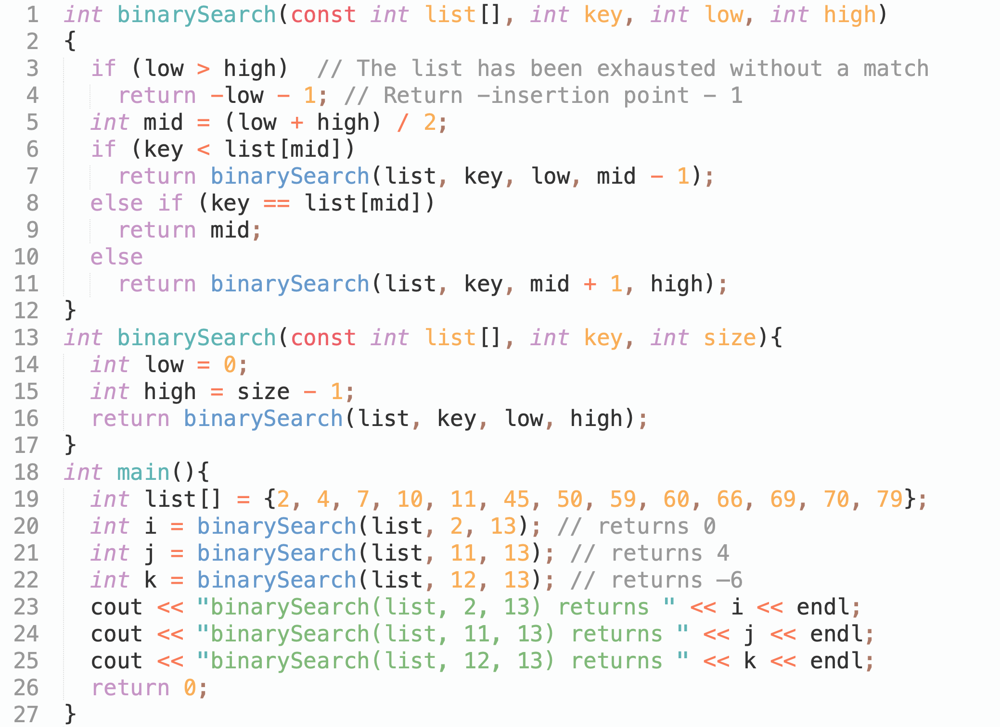 1 int binarySearch(const int list[], int key, int low, int high)
2 {
3   if (low > high)  // The list has been exhausted without a match
4     return -low - 1; // Return -insertion point - 1
5   int mid = (low + high) / 2;
6   if (key < list[mid])
7     return binarySearch(list, key, low, mid - 1);
8   else if (key == list[mid])
9     return mid;
10   else
11     return binarySearch(list, key, mid + 1, high);
12 }
13 int binarySearch(const int list[], int key, int size){
14   int low = 0;
15   int high = size - 1;
16   return binarySearch(list, key, low, high);
17 }
18 int main(){
19   int list[] = {2, 4, 7, 10, 11, 45, 50, 59, 60, 66, 69, 70, 79};
20   int i = binarySearch(list, 2, 13); // returns 0
21   int j = binarySearch(list, 11, 13); // returns 4
22   int k = binarySearch(list, 12, 13); // returns -6
23   cout << "binarySearch(list, 2, 13) returns " << i << endl;
24   cout << "binarySearch(list, 11, 13) returns " << j << endl;
25   cout << "binarySearch(list, 12, 13) returns " << k << endl;
26   return 0;
27 }